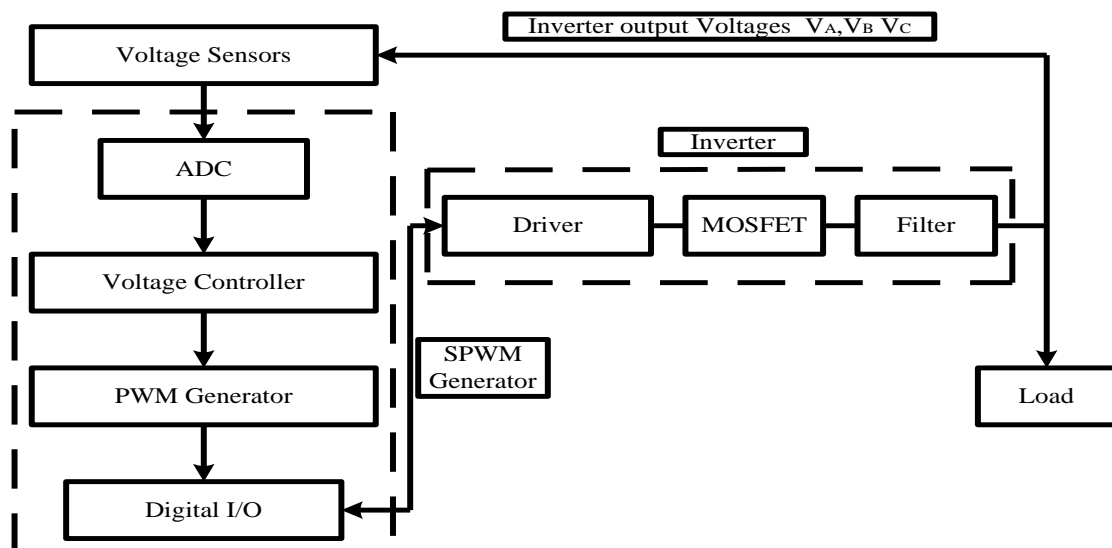 Inverter output Voltages VA,VB VC
Voltage Sensors
Inverter
ADC
Driver
MOSFET
Filter
Voltage Controller
SPWM
Generator
PWM Generator
Load
Digital I/O